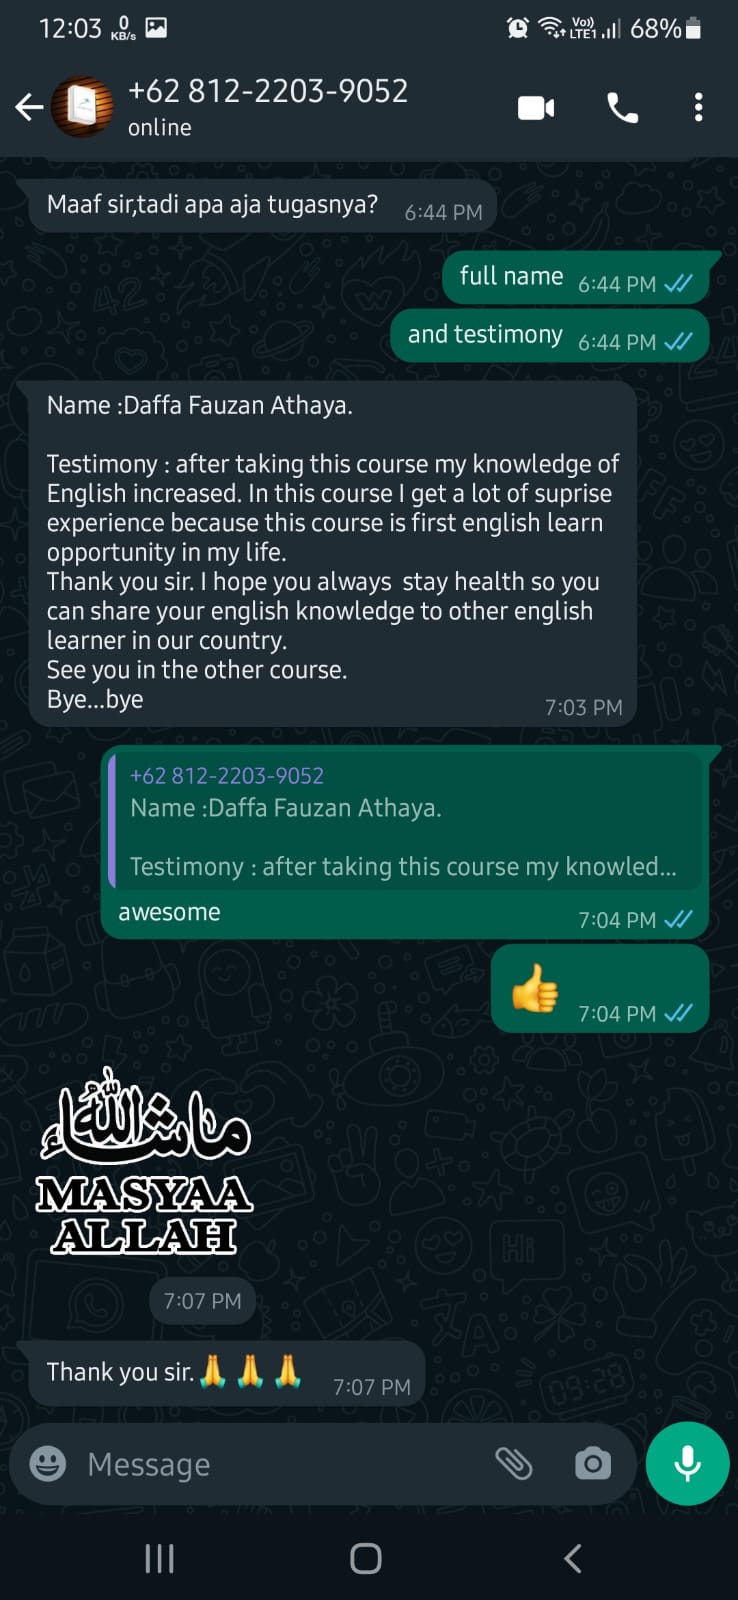 12:03 0 KB/s Vo)) LTE1 68%
+62 812-2203-9052
online
Maaf sir,tadi apa aja tugasnya? 6:44 PM
full name 6:44 PM
and testimony 6:44 PM
Name :Daffa Fauzan Athaya.
Testimony : after taking this course my knowledge of
English increased. In this course I get a lot of suprise
experience because this course is first english learn
opportunity in my life.
Thank you sir. I hope you always  stay health so you
can share your english knowledge to other english
learner in our country.
See you in the other course.
Bye...bye 7:03 PM
+62 812-2203-9052
Name :Daffa Fauzan Athaya.
Testimony : after taking this course my knowled...
awesome 7:04 PM
👍 7:04 PM
ما شاء الله
MASYAA
ALLAH
7:07 PM
Thank you sir.🙏🙏🙏 7:07 PM
Message